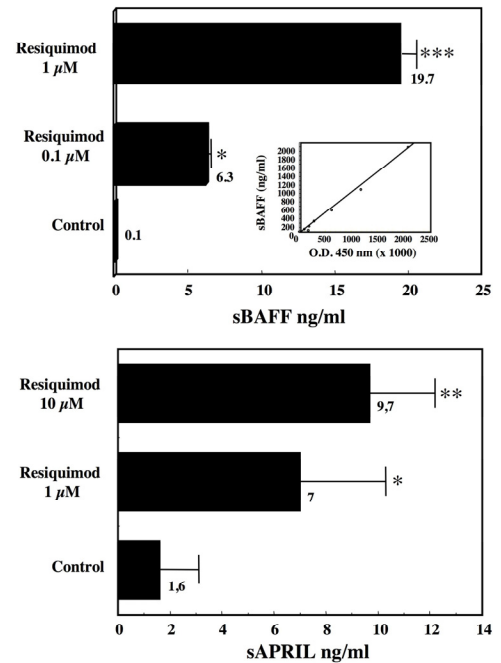 Resiquimod
1 µM
***
19.7
Resiquimod
0.1 µM
*
6.3
Control
0.1
sBAFF (ng/ml)
2000
1800
1600
1400
1200
1000
800
600
400
200
0
0 500 1000 1500 2000 2500
O.D. 450 nm (x 1000)
0 5 10 15 20 25
sBAFF ng/ml
Resiquimod
10 µM
**
9,7
Resiquimod
1 µM
*
7
Control
1,6
0 2 4 6 8 10 12 14
sAPRIL ng/ml